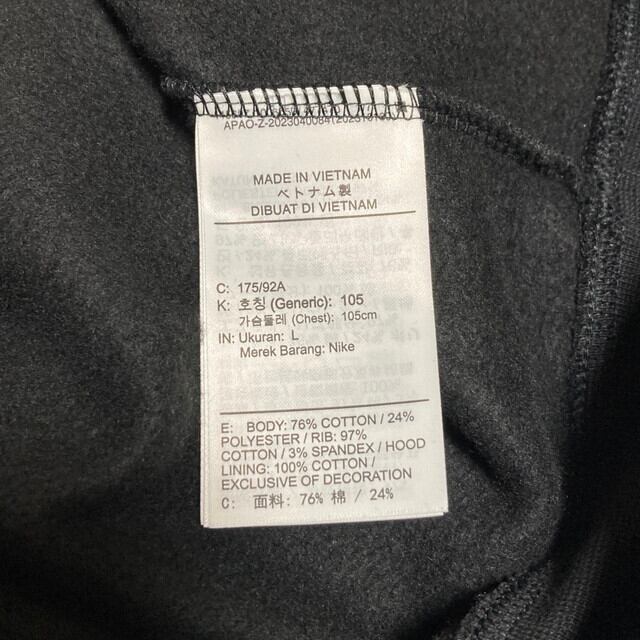 MADE IN VIETNAM
ベトナム製
DIBUAT DI VIETNAM
C: 175/92A
K: 호칭 (Generic): 105
가슴둘레 (Chest): 105cm
IN: Ukuran: L
Merek Barang: Nike
E: BODY: 76% COTTON / 24%
POLYESTER / RIB: 97%
COTTON / 3% SPANDEX / HOOD
LINING: 100% COTTON /
EXCLUSIVE OF DECORATION
C: 面料: 76% 棉 / 24%